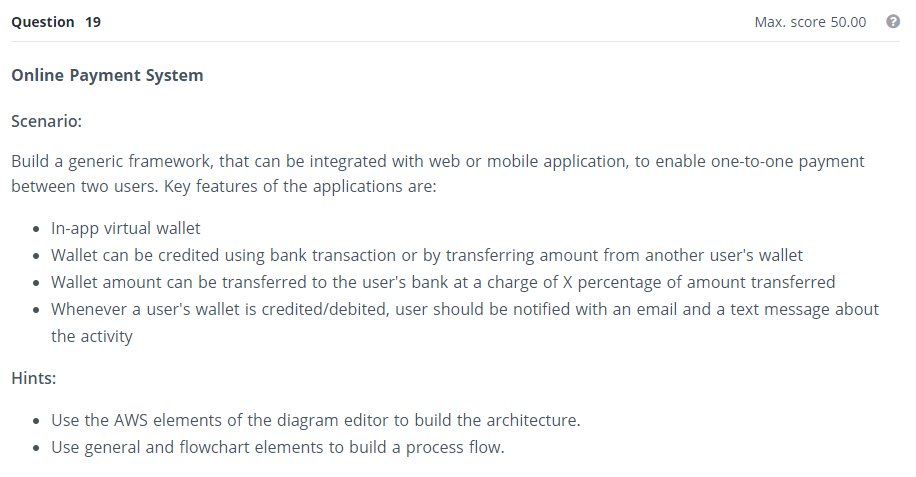 Question 19 Max. score 50.00 ?
Online Payment System
Scenario:
Build a generic framework, that can be integrated with web or mobile application, to enable one-to-one payment
between two users. Key features of the applications are:
• In-app virtual wallet
• Wallet can be credited using bank transaction or by transferring amount from another user's wallet
• Wallet amount can be transferred to the user's bank at a charge of X percentage of amount transferred
• Whenever a user's wallet is credited/debited, user should be notified with an email and a text message about
the activity
Hints:
• Use the AWS elements of the diagram editor to build the architecture.
• Use general and flowchart elements to build a process flow.